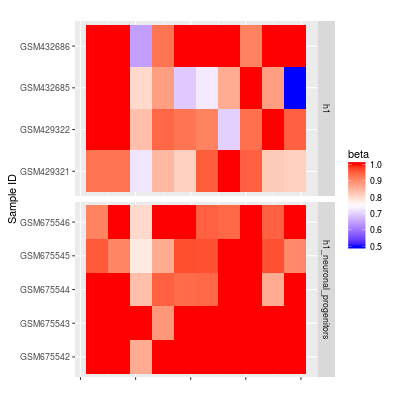 GSM432686
GSM432685
GSM429322
GSM429321
GSM675546
GSM675545
GSM675544
GSM675543
GSM675542
Sample ID
h1
h1_neuronal_progenitors
beta
1.0
0.9
0.8
0.7
0.6
0.5